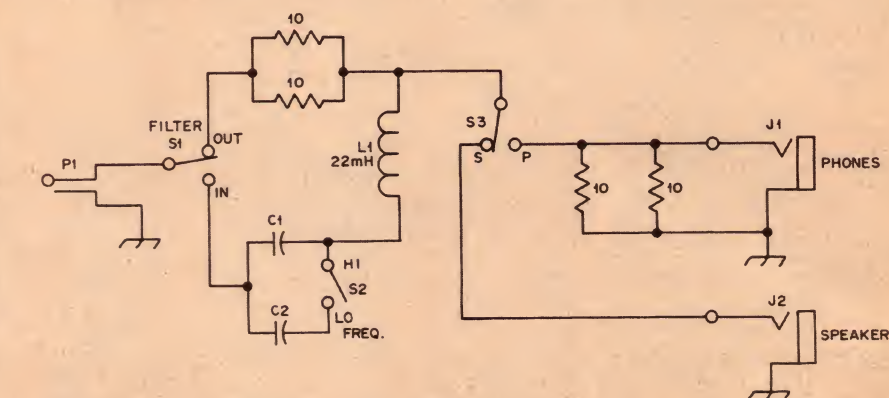 10
10
FILTER
S1
OUT
IN
P1
L1
22mH
C1
HI
S2
C2
LO
FREQ.
S3
S
P
10
10
J1
PHONES
J2
SPEAKER